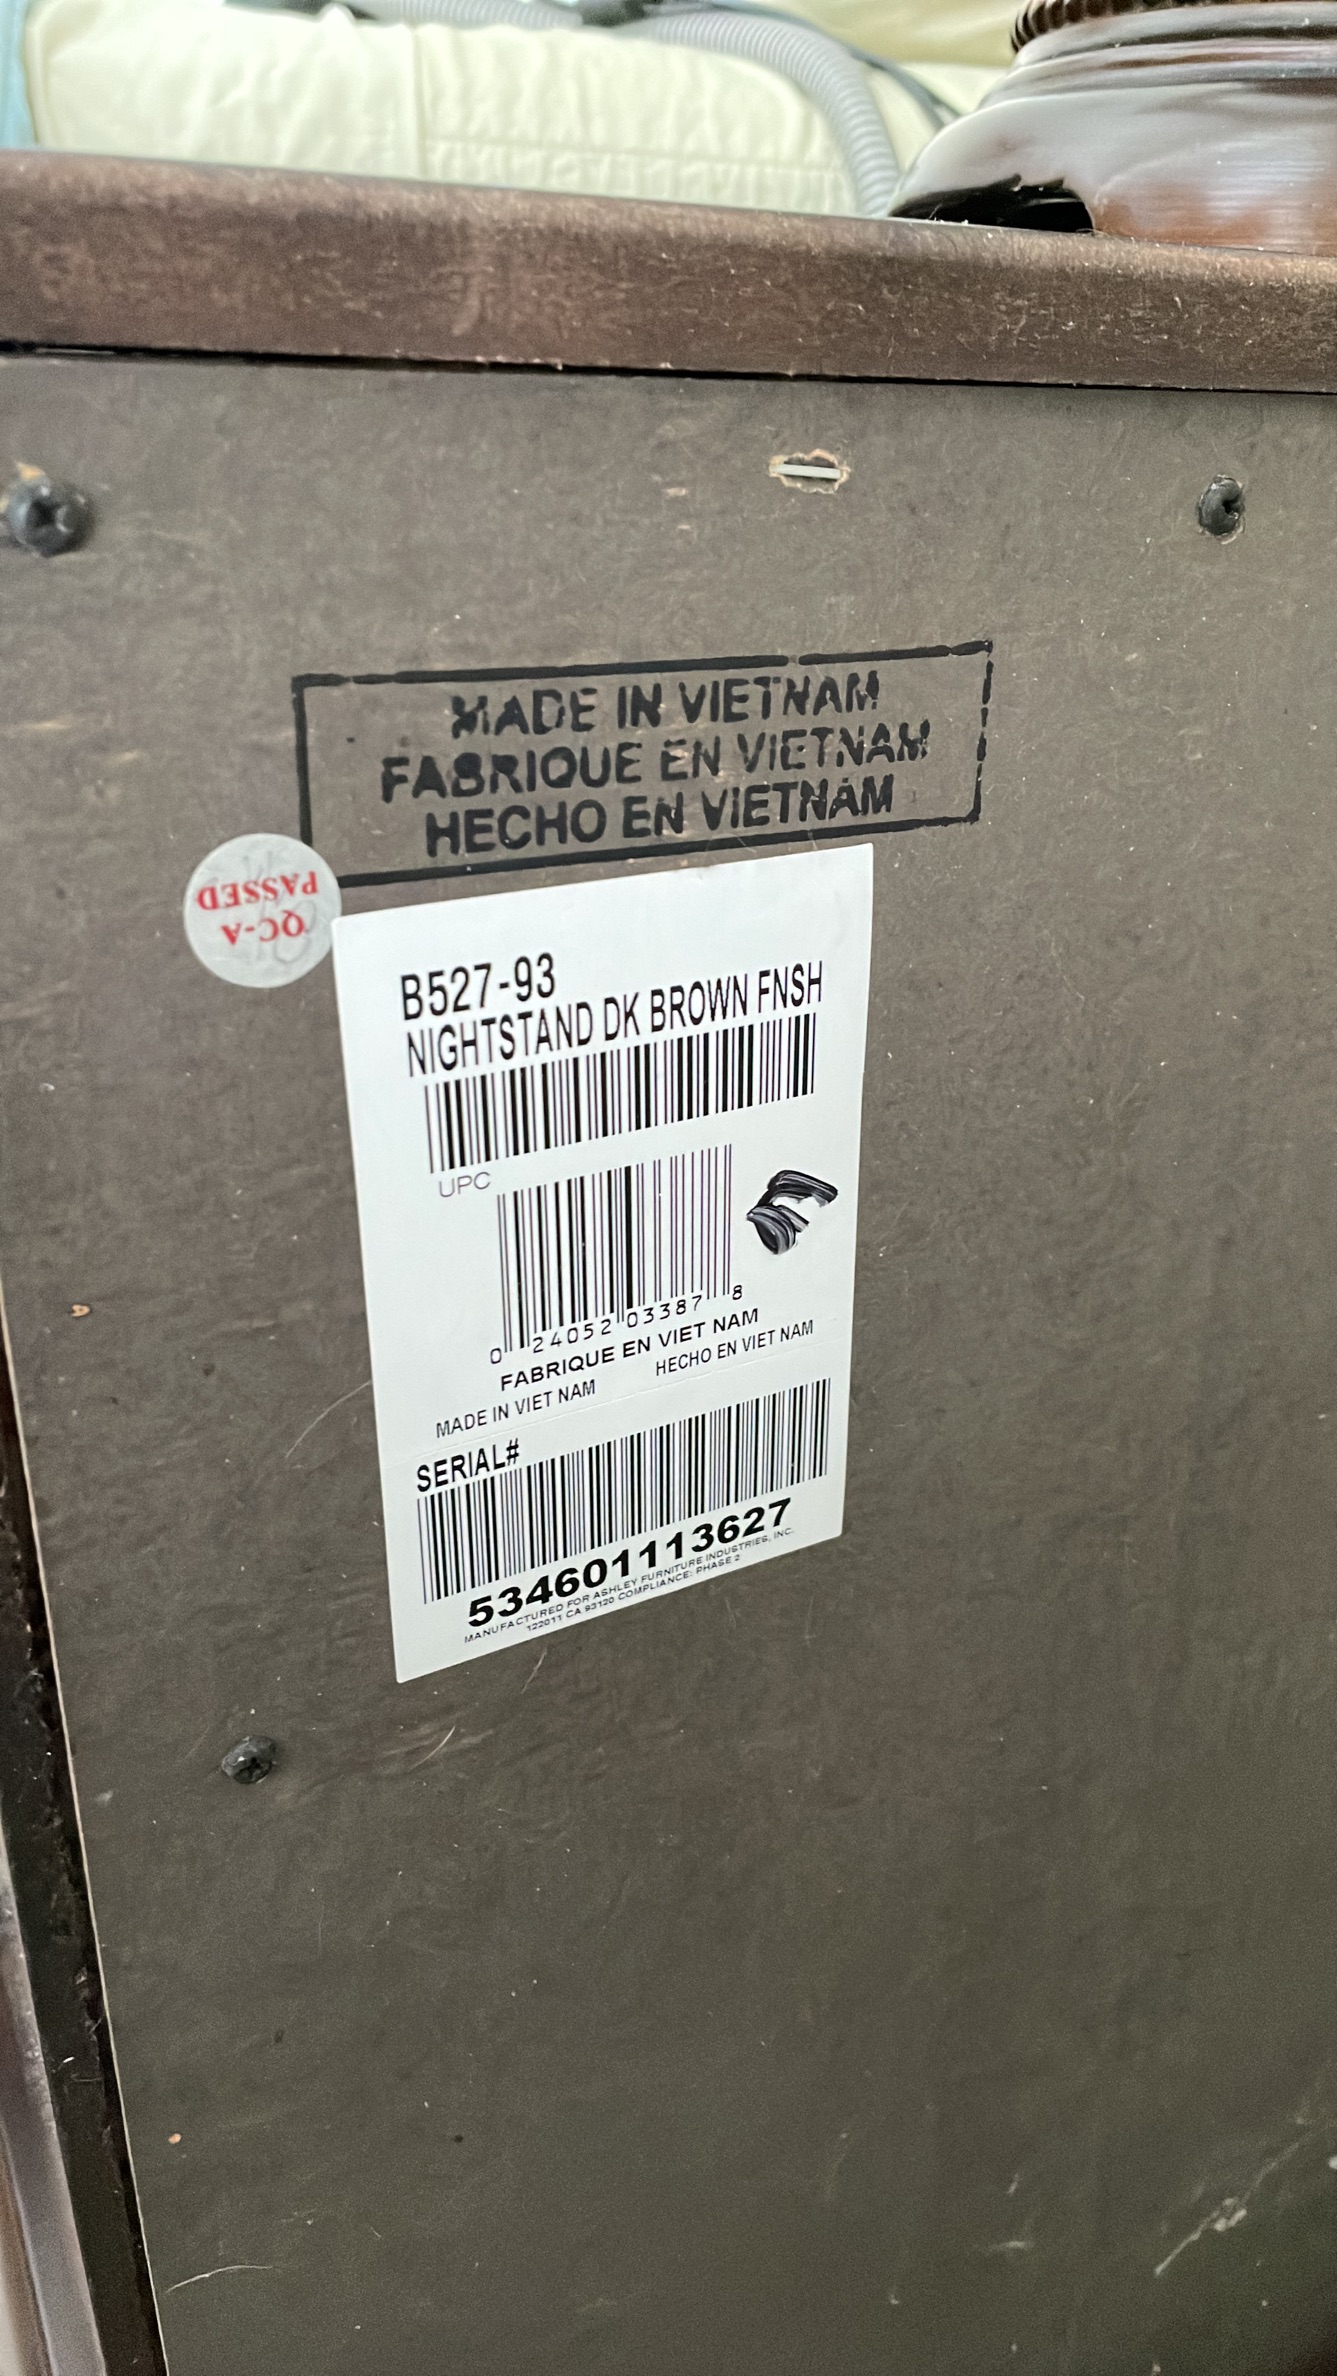 MADE IN VIETNAM
FABRIQUE EN VIETNAM
HECHO EN VIETNAM
QC-A
PASSED
B527-93
NIGHTSTAND DK BROWN FNSH
UPC
0 24052 03387 8
FABRIQUE EN VIET NAM
MADE IN VIET NAM HECHO EN VIET NAM
SERIAL#
534601113627
MANUFACTURED FOR ASHLEY FURNITURE INDUSTRIES, INC.
122011 CA 93120 COMPLIANCE: PHASE 2